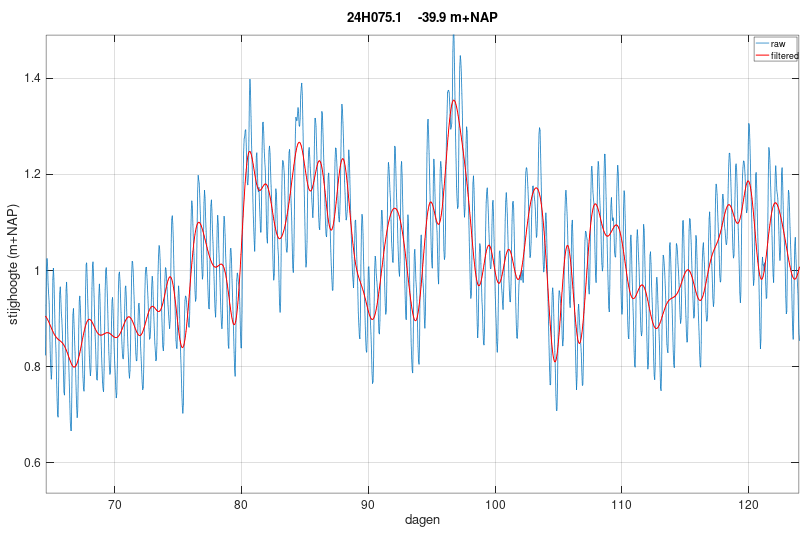 24H075.1 -39.9 m+NAP
raw
filtered
stijghoogte (m+NAP)
1.4
1.2
1
0.8
0.6
70 80 90 100 110 120
dagen